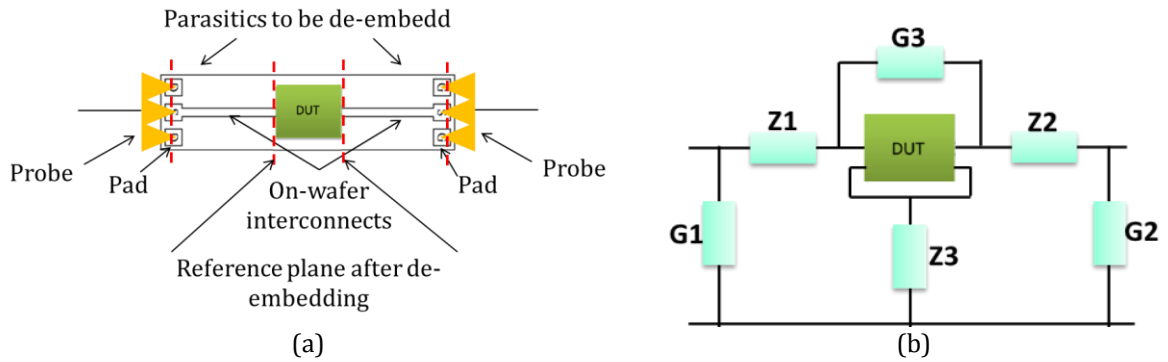 Parasitics to be de-embedd
G
G
S
DUT
S
G
G
Probe
Pad
On-wafer
interconnects
Pad
Probe
Reference plane after de-
embedding
(a)
G3
Z1
DUT
Z2
G1
Z3
G2
(b)